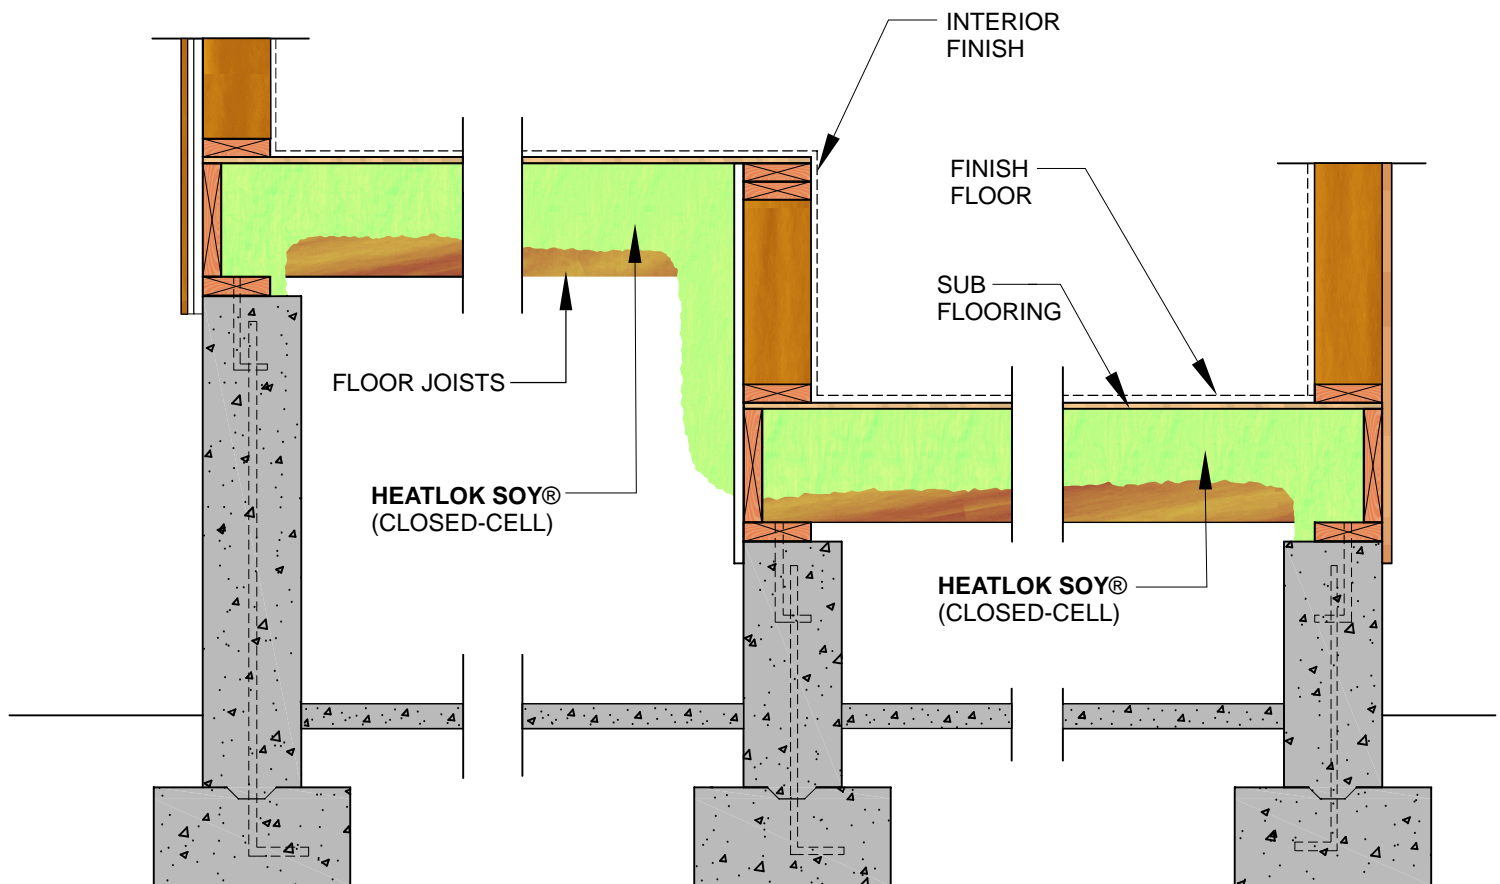 INTERIOR
FINISH
FINISH
FLOOR
SUB
FLOORING
FLOOR JOISTS
HEATLOK SOY®
(CLOSED-CELL)
HEATLOK SOY®
(CLOSED-CELL)